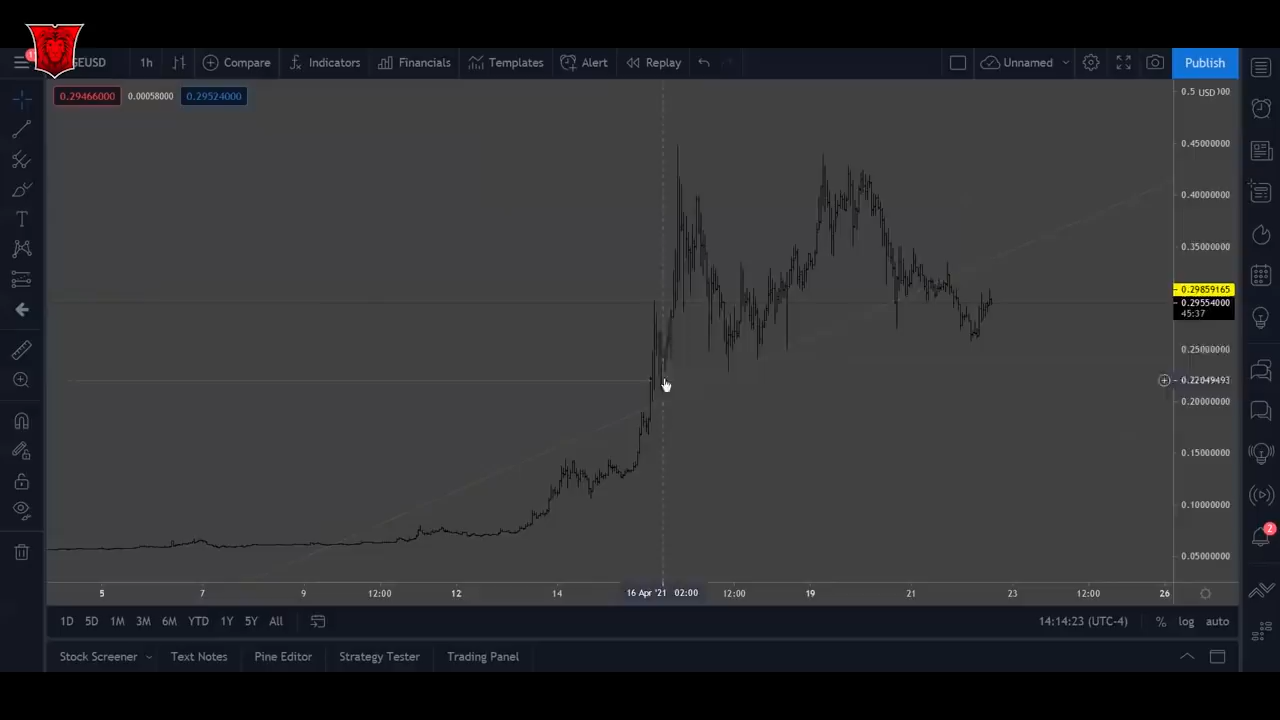 EUSD 1h Compare Indicators Financials Templates Alert Replay Unnamed Publish
0.29466000 0.00058000 0.29524000
USD
0.45000000
0.40000000
0.35000000
0.29859165
0.29554000
45:37
0.25000000
0.22049493
0.20000000
0.15000000
0.10000000
0.05000000
5 7 9 12:00 12 14 16 Apr '21 02:00 12:00 19 21 23 12:00 26
1D 5D 1M 3M 6M YTD 1Y 5Y All 14:14:23 (UTC-4) % log auto
Stock Screener Text Notes Pine Editor Strategy Tester Trading Panel
2